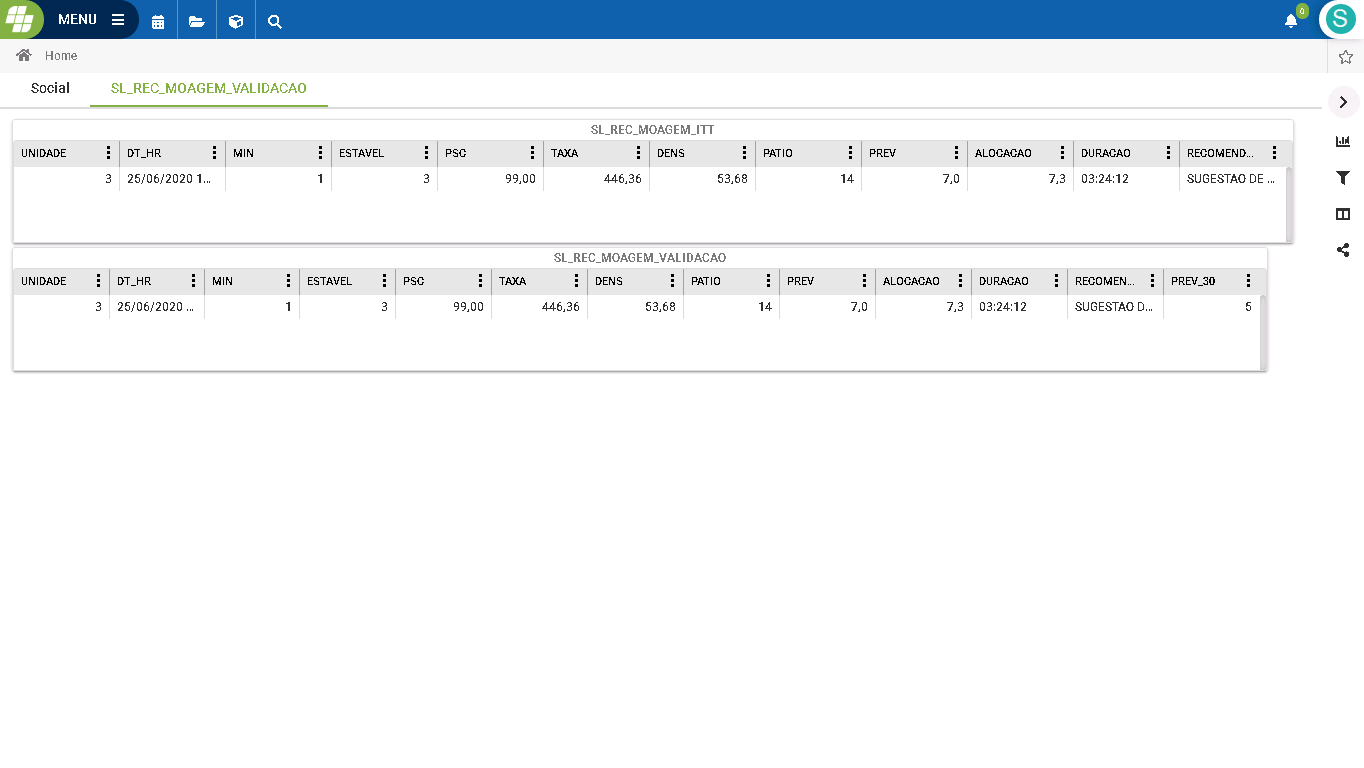 MENU
0
S
Home
Social SL_REC_MOAGEM_VALIDACAO
SL_REC_MOAGEM_ITT
UNIDADE DT_HR MIN ESTAVEL PSC TAXA DENS PATIO PREV ALOCACAO DURACAO RECOMEND...
3 25/06/2020 1... 1 3 99,00 446,36 53,68 14 7,0 7,3 03:24:12 SUGESTAO DE ...
SL_REC_MOAGEM_VALIDACAO
UNIDADE DT_HR MIN ESTAVEL PSC TAXA DENS PATIO PREV ALOCACAO DURACAO RECOMEN... PREV_30
3 25/06/2020 ... 1 3 99,00 446,36 53,68 14 7,0 7,3 03:24:12 SUGESTAO D... 5